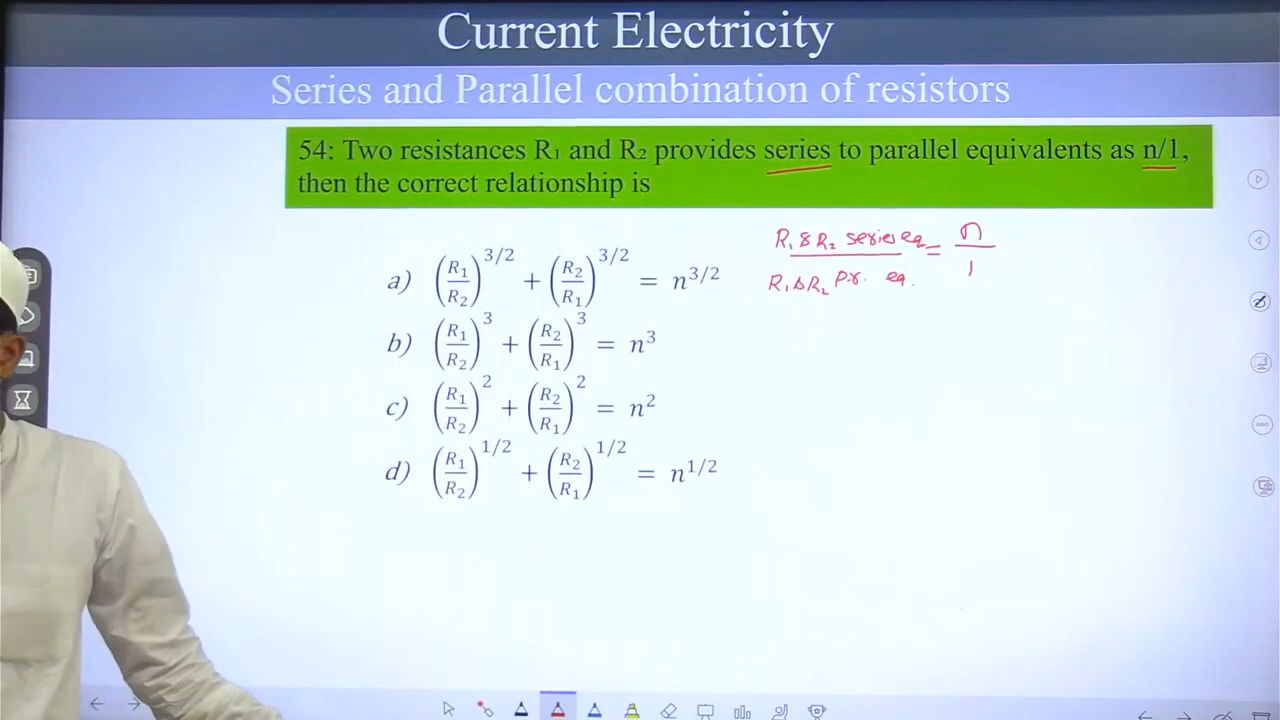 Current Electricity
Series and Parallel combination of resistors
54: Two resistances R₁ and R₂ provides series to parallel equivalents as n/1,
then the correct relationship is
a) (R₁/R₂)^3/2 + (R₂/R₁)^3/2 = n^3/2
b) (R₁/R₂)^3 + (R₂/R₁)^3 = n^3
c) (R₁/R₂)^2 + (R₂/R₁)^2 = n^2
d) (R₁/R₂)^1/2 + (R₂/R₁)^1/2 = n^1/2
R₁ & R₂ series eq = n
R₁ & R₂ p.r. eq. 1